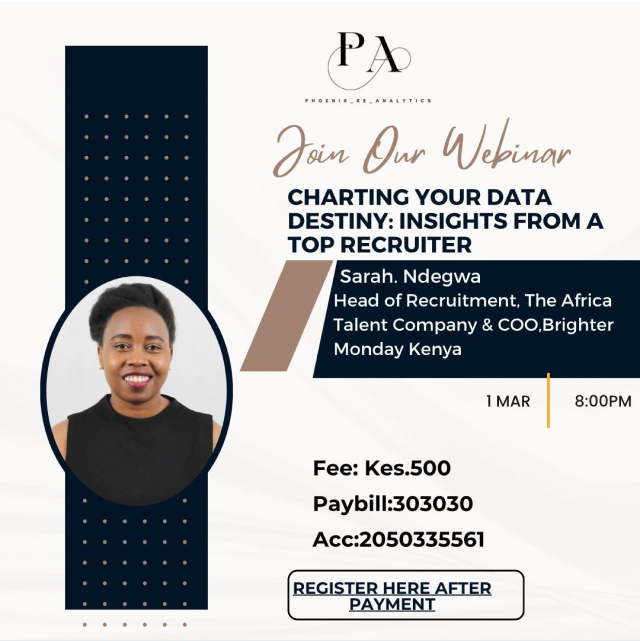 PA
PHOENIX_KE_ANALYTICS
Join Our Webinar
CHARTING YOUR DATA
DESTINY: INSIGHTS FROM A
TOP RECRUITER
Sarah. Ndegwa
Head of Recruitment, The Africa
Talent Company & COO,Brighter
Monday Kenya
1 MAR
8:00PM
Fee: Kes.500
Paybill:303030
Acc:2050335561
REGISTER HERE AFTER
PAYMENT